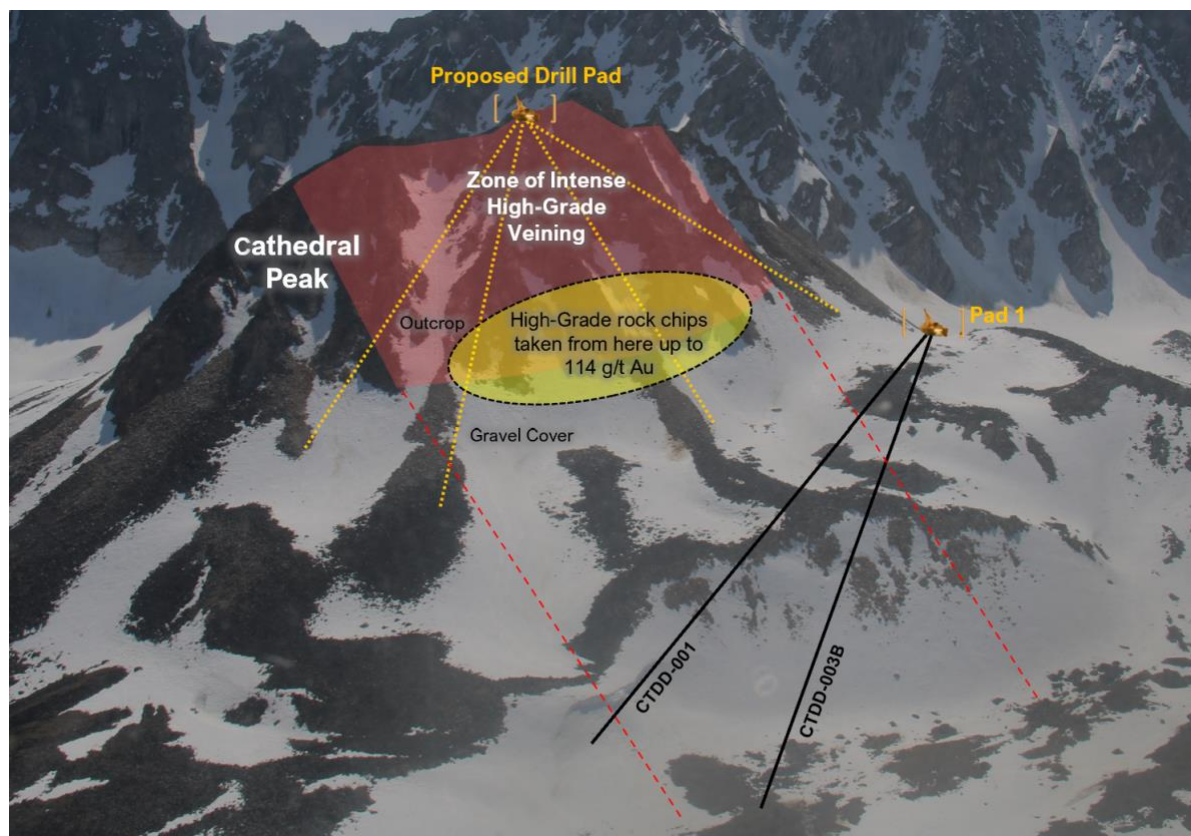 Proposed Drill Pad
Zone of Intense
High-Grade
Veining
Cathedral
Peak
Pad 1
Outcrop
High-Grade rock chips
taken from here up to
114 g/t Au
Gravel Cover
CTDD-001
CTDD-003B